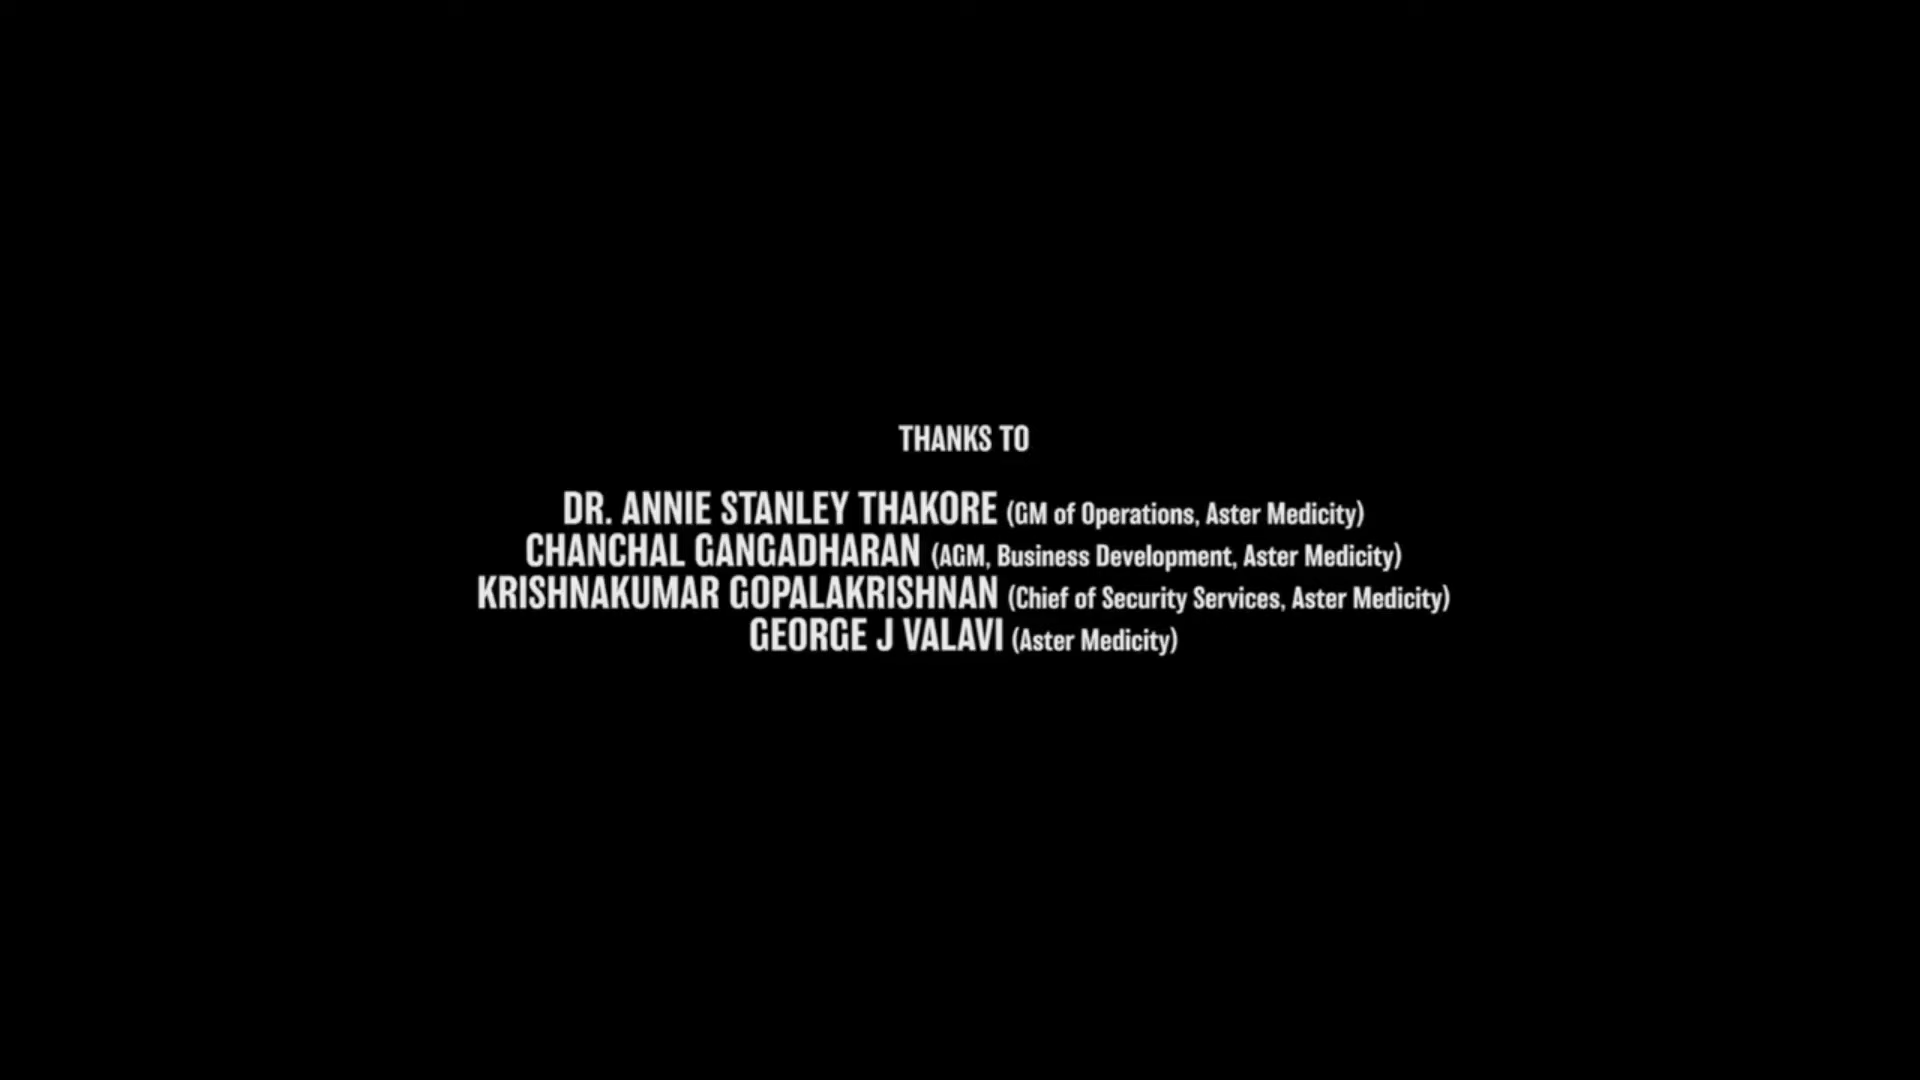 THANKS TO
DR. ANNIE STANLEY THAKORE (GM of Operations, Aster Medicity)
CHANCHAL GANGADHARAN (AGM, Business Development, Aster Medicity)
KRISHNAKUMAR GOPALAKRISHNAN (Chief of Security Services, Aster Medicity)
GEORGE J VALAVI (Aster Medicity)